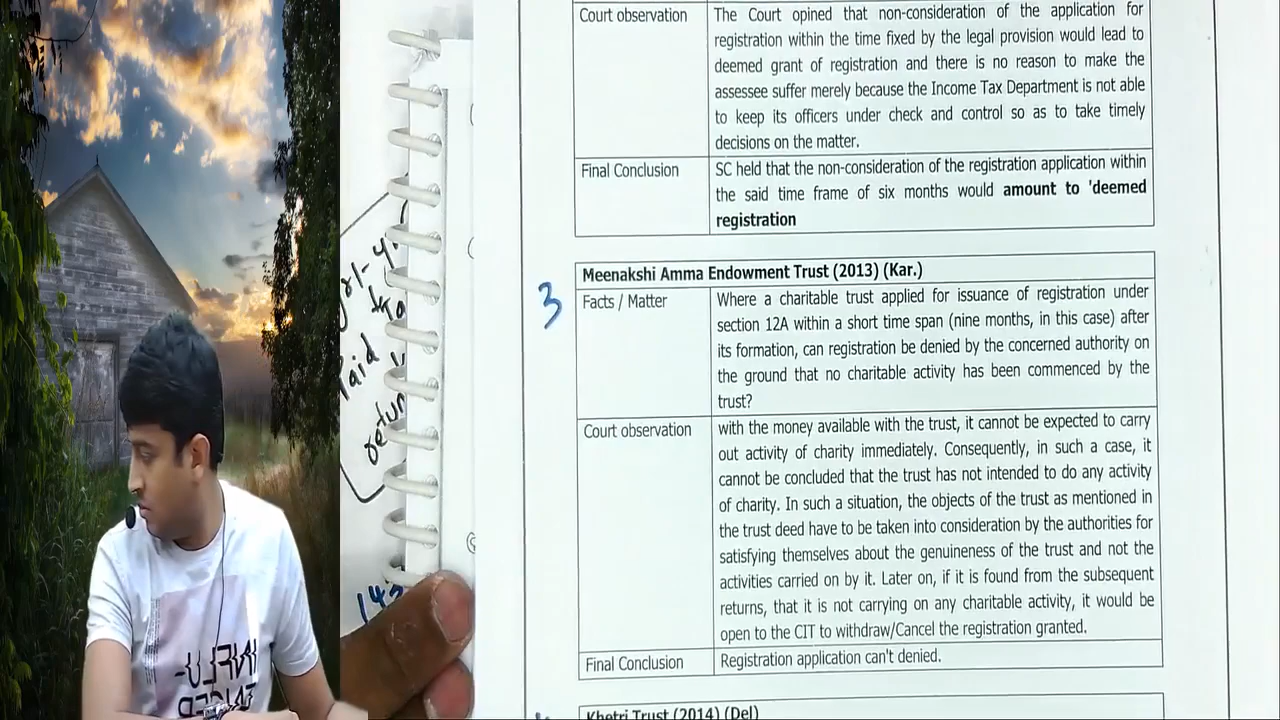 Court observation
The Court opined that non-consideration of the application for
registration within the time fixed by the legal provision would lead to
deemed grant of registration and there is no reason to make the
assessee suffer merely because the Income Tax Department is not able
to keep its officers under check and control so as to take timely
decisions on the matter.
Final Conclusion
SC held that the non-consideration of the registration application within
the said time frame of six months would amount to 'deemed
registration
3
Meenakshi Amma Endowment Trust (2013) (Kar.)
Facts / Matter
Where a charitable trust applied for issuance of registration under
section 12A within a short time span (nine months, in this case) after
its formation, can registration be denied by the concerned authority on
the ground that no charitable activity has been commenced by the
trust?
Court observation
with the money available with the trust, it cannot be expected to carry
out activity of charity immediately. Consequently, in such a case, it
cannot be concluded that the trust has not intended to do any activity
of charity. In such a situation, the objects of the trust as mentioned in
the trust deed have to be taken into consideration by the authorities for
satisfying themselves about the genuineness of the trust and not the
activities carried on by it. Later on, if it is found from the subsequent
returns, that it is not carrying on any charitable activity, it would be
open to the CIT to withdraw/Cancel the registration granted.
Final Conclusion
Registration application can't denied.
Khetri Trust (2014) (Del)